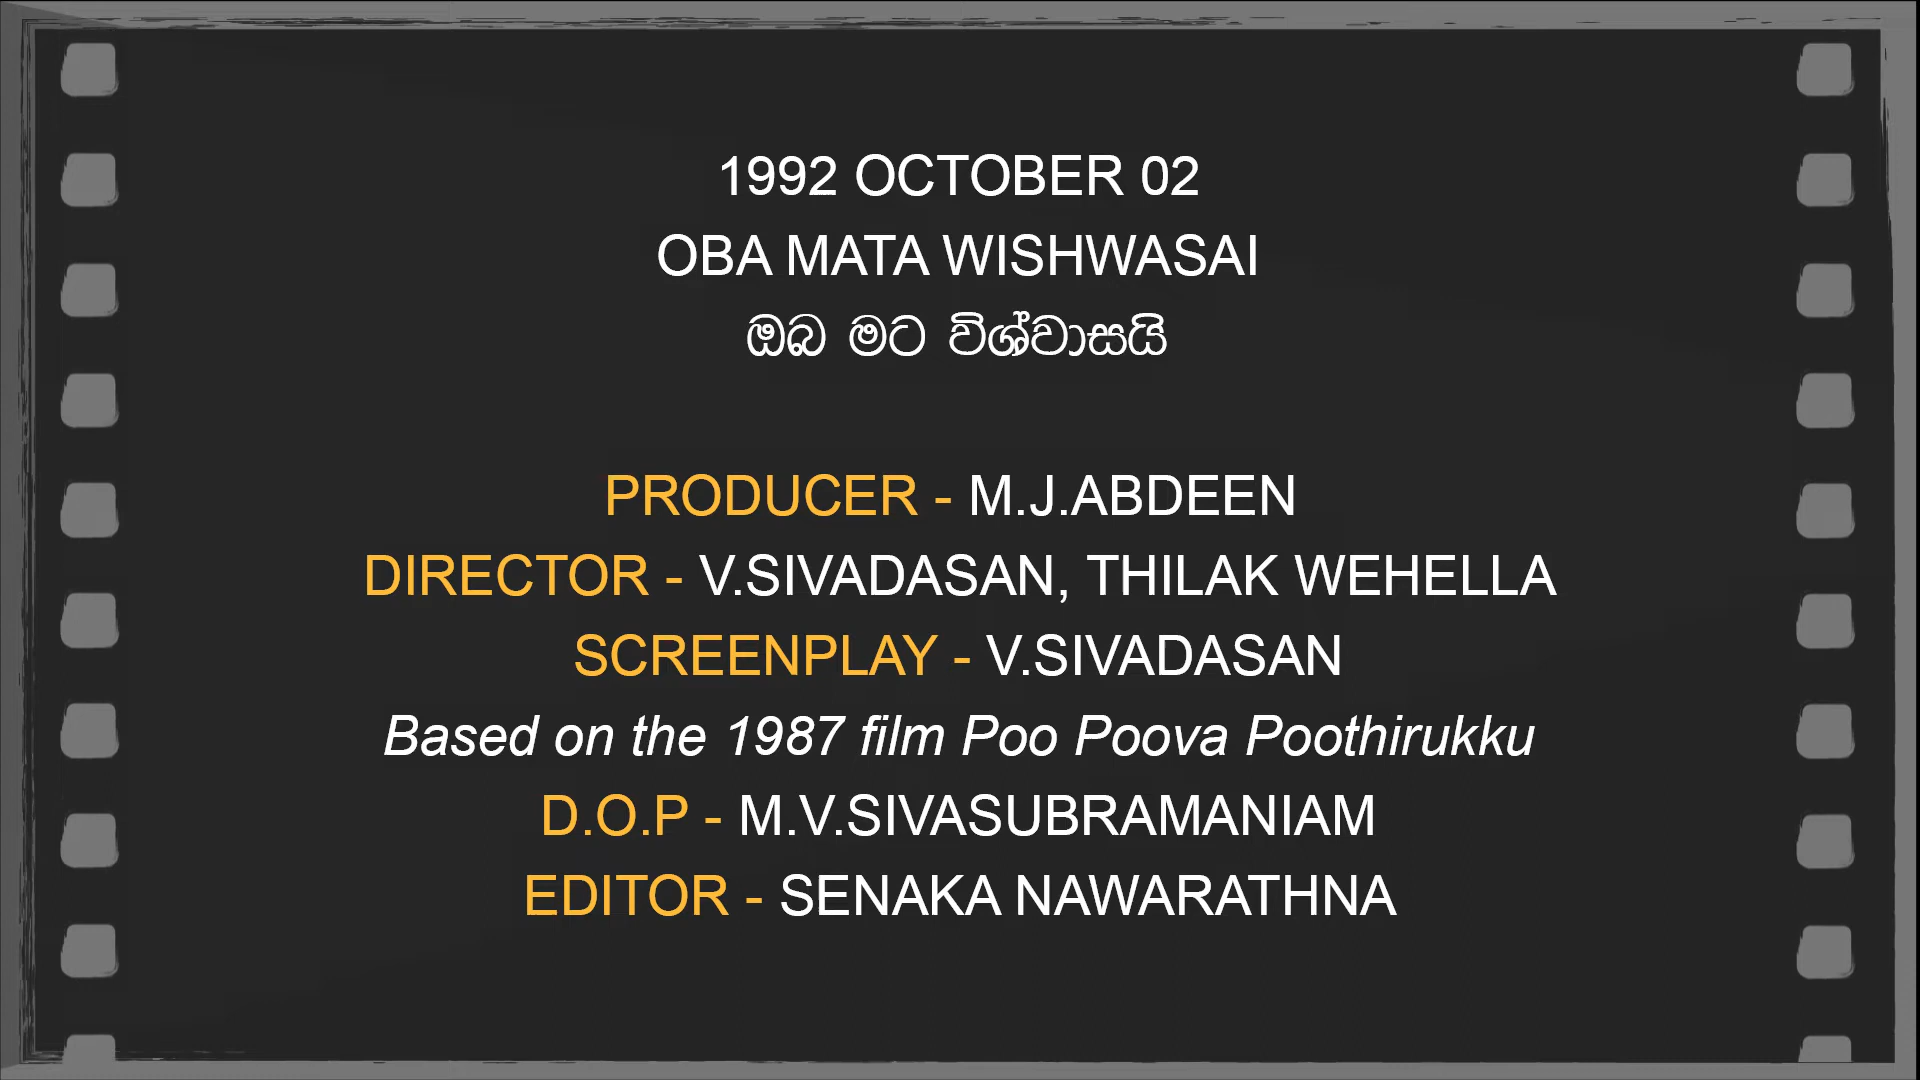 1992 OCTOBER 02
OBA MATA WISHWASAI
ඔබ මට විශ්වාසයි
PRODUCER - M.J.ABDEEN
DIRECTOR - V.SIVADASAN, THILAK WEHELLA
SCREENPLAY - V.SIVADASAN
Based on the 1987 film Poo Poova Poothirukku
D.O.P - M.V.SIVASUBRAMANIAM
EDITOR - SENAKA NAWARATHNA